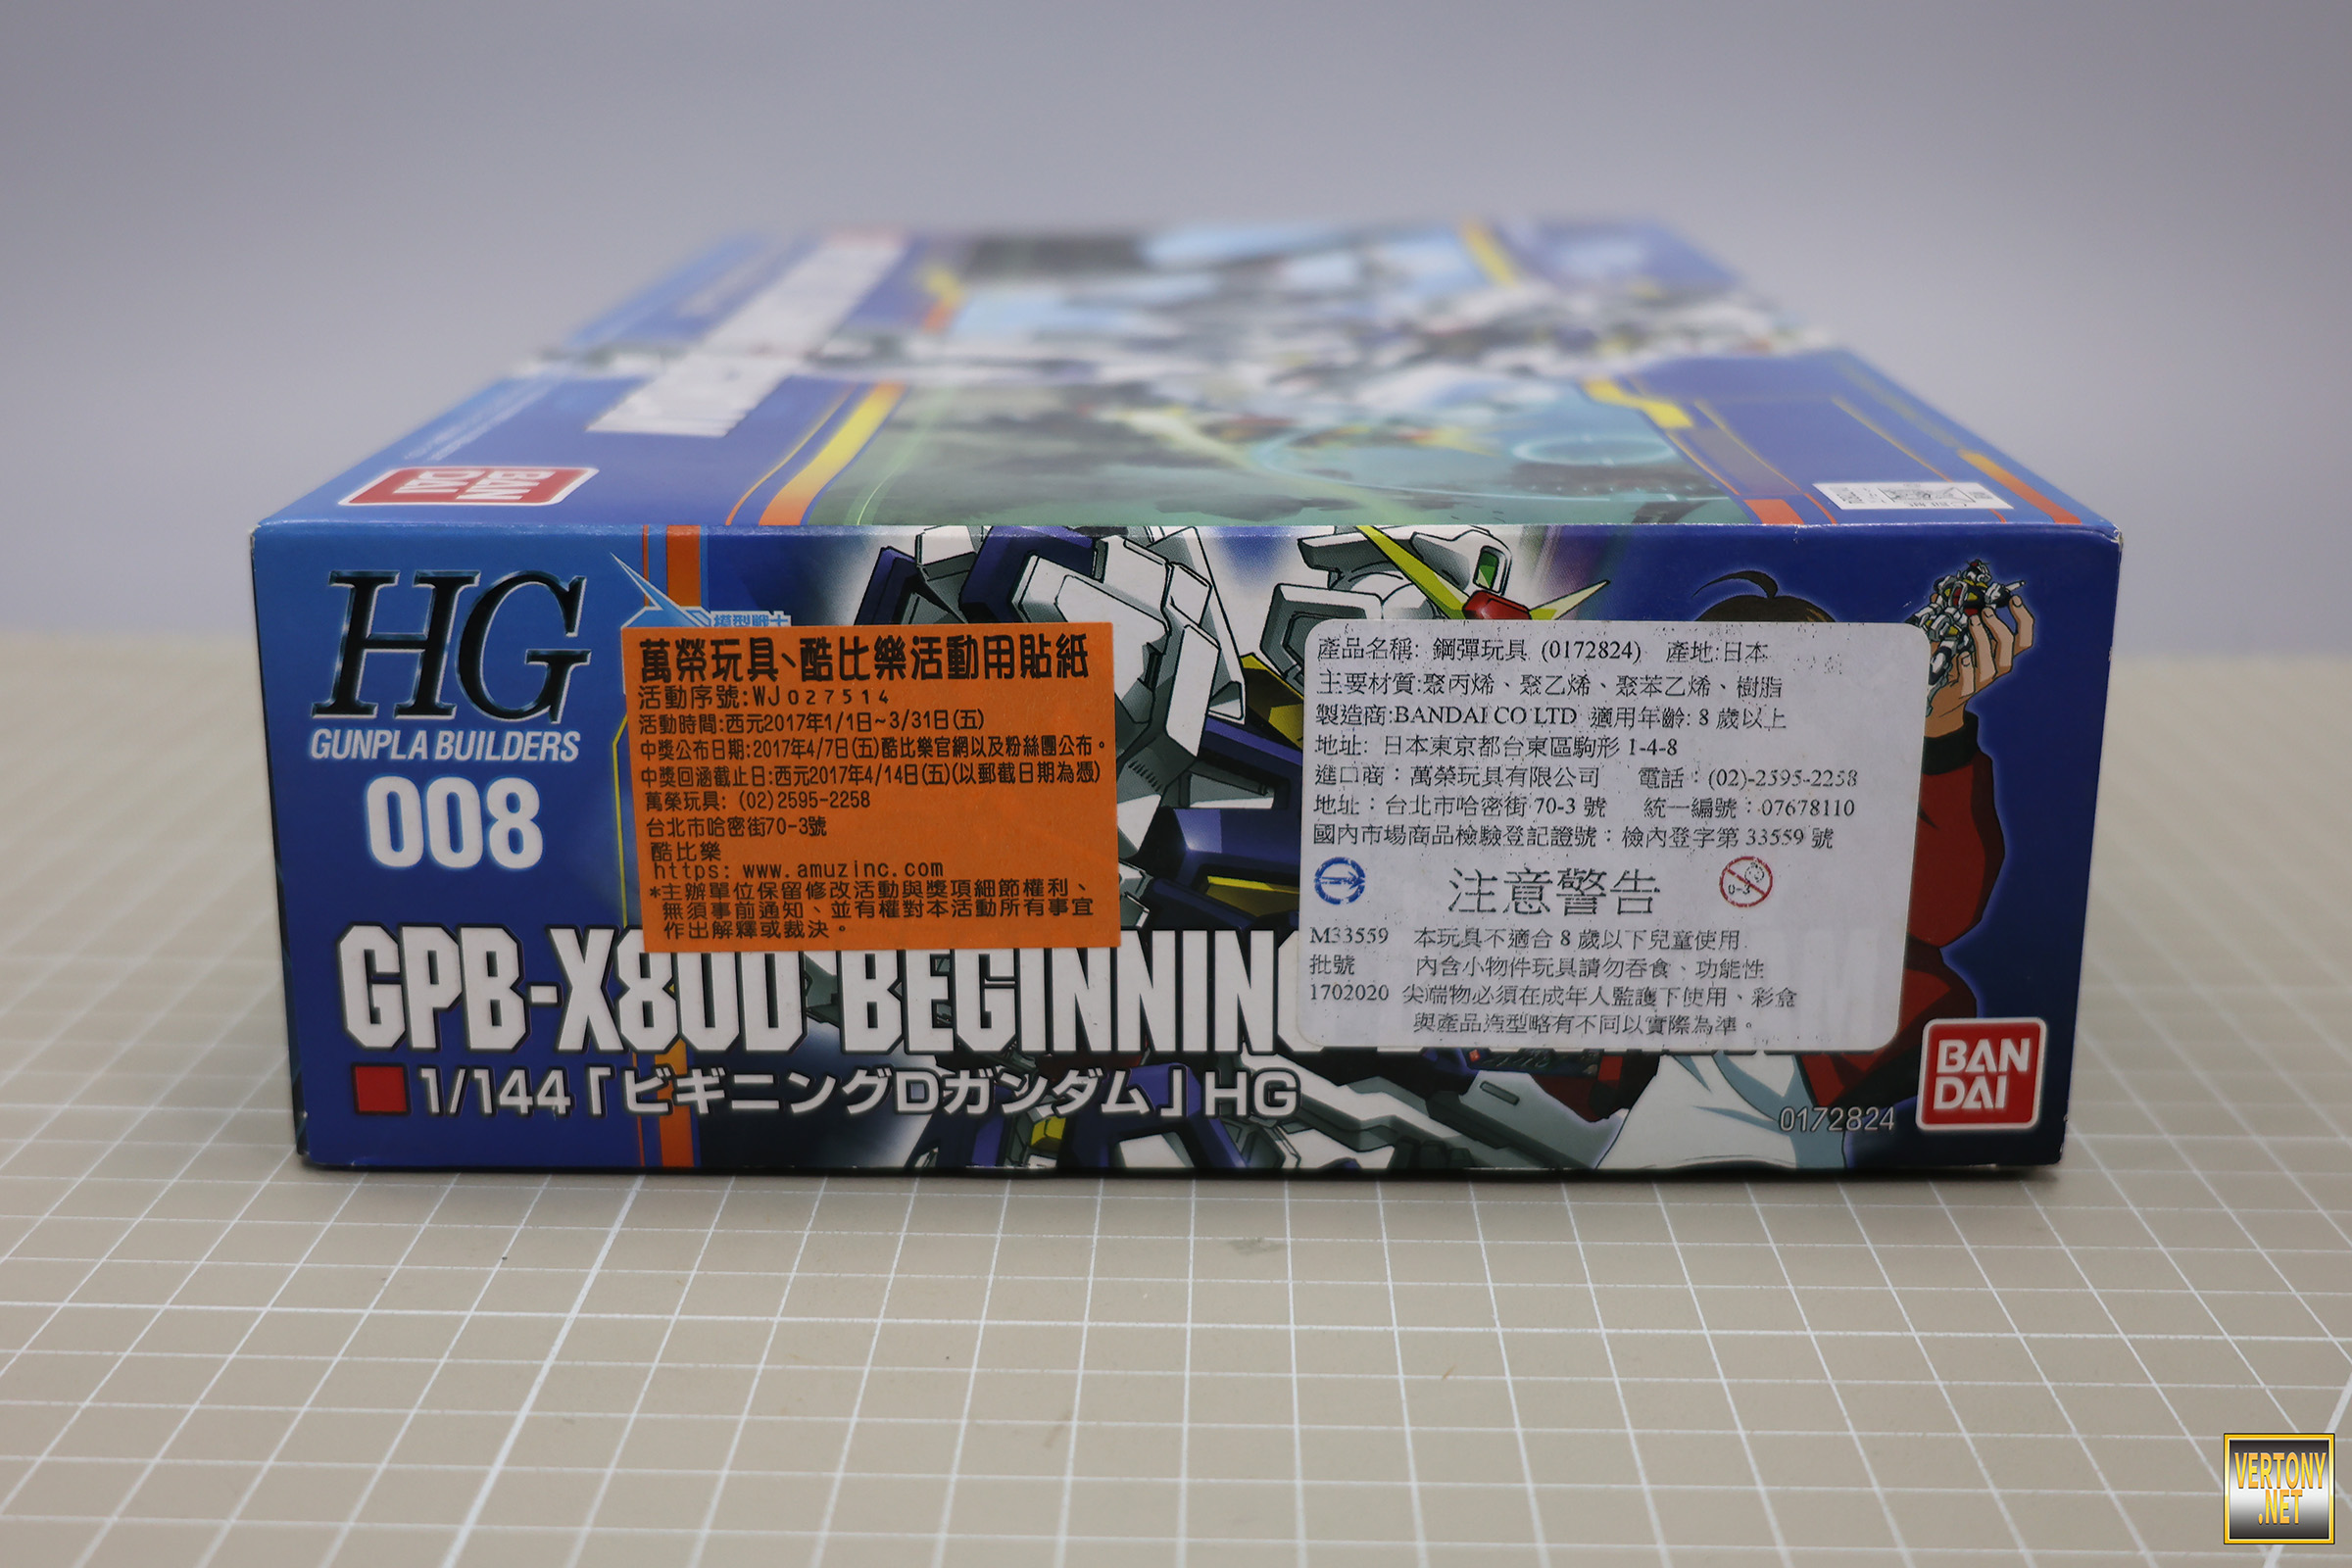 BAN
DAI
HG
GUNPLA BUILDERS
008
模型戦士
GPB-X80D BEGINNING
■1/144「ビギニングDガンダム」HG
萬榮玩具、酷比樂活動用貼紙
活動序號:WJ027514
活動時間:西元2017年1/1日~3/31日(五)
中獎公布日期:2017年4/7日(五)酷比樂官網以及粉絲團公布。
中獎回函截止日:西元2017年4/14日(五)(以郵截日期為憑)
萬榮玩具: (02)2595-2258
台北市哈密街70-3號
酷比樂
https: www.amuzinc.com
*主辦單位保留修改活動與獎項細節權利、
無須事前通知、並有權對本活動所有事宜
作出解釋或裁決。
產品名稱: 鋼彈玩具 (0172824) 產地:日本
主要材質:聚丙烯、聚乙烯、聚苯乙烯、樹脂
製造商:BANDAI CO LTD 適用年齡: 8 歲以上
地址: 日本東京都台東區駒形 1-4-8
進口商：萬榮玩具有限公司 電話：(02)-2595-2258
地址：台北市哈密街 70-3 號 統一編號：07678110
國內市場商品檢驗登記證號：檢內登字第 33559 號
注意警告
0-3
M33559 本玩具不適合 8 歲以下兒童使用.
批號 內含小物件玩具請勿吞食、功能性
1702020 尖端物必須在成年人監護下使用、彩盒
與產品造型略有不同以實際為準。
0172824
BAN
DAI
VERTONY
.NET